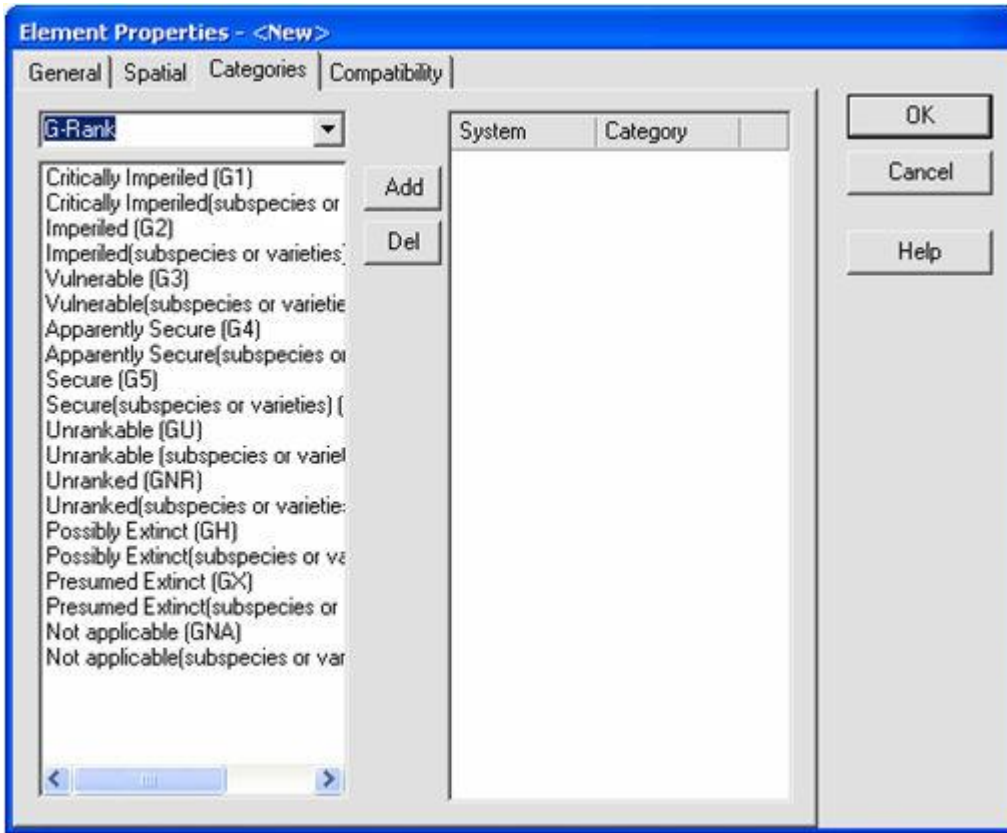 Element Properties - <New>
General Spatial Categories Compatibility
G-Rank
Critically Imperiled (G1)
Critically Imperiled(subspecies or
Imperiled (G2)
Imperiled(subspecies or varieties)
Vulnerable (G3)
Vulnerable(subspecies or varietie
Apparently Secure (G4)
Apparently Secure(subspecies or
Secure (G5)
Secure(subspecies or varieties) (
Unrankable (GU)
Unrankable (subspecies or variet
Unranked (GNR)
Unranked(subspecies or varietie
Possibly Extinct (GH)
Possibly Extinct(subspecies or va
Presumed Extinct (GX)
Presumed Extinct(subspecies or
Not applicable (GNA)
Not applicable(subspecies or var
Add
Del
System Category
OK
Cancel
Help